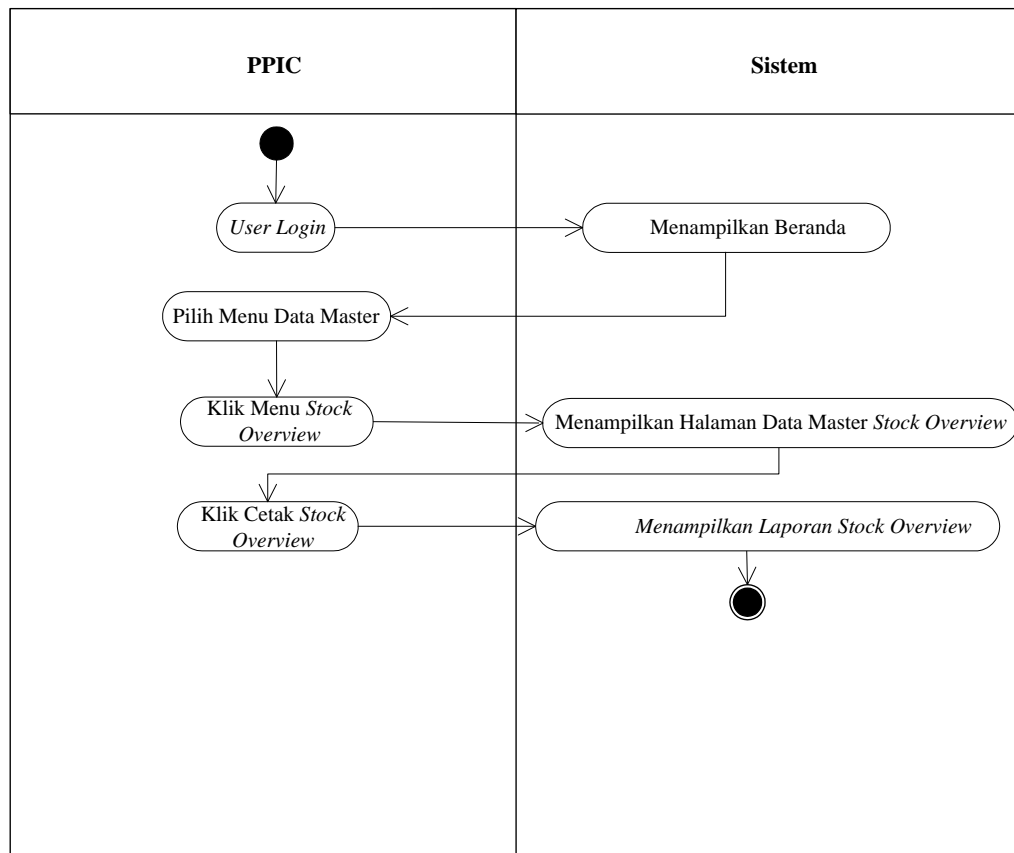 PPIC
Sistem
User Login
Menampilkan Beranda
Pilih Menu Data Master
Klik Menu Stock
Overview
Menampilkan Halaman Data Master Stock Overview
Klik Cetak Stock
Overview
Menampilkan Laporan Stock Overview